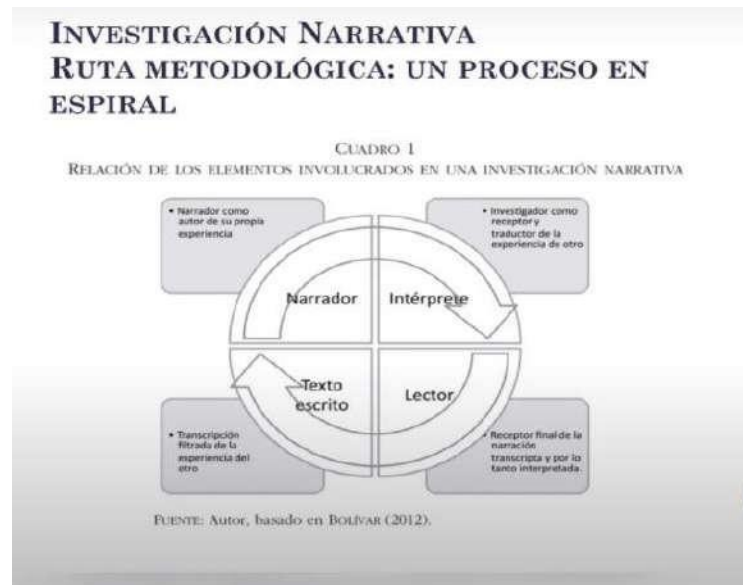 INVESTIGACIÓN NARRATIVA
RUTA METODOLÓGICA: UN PROCESO EN
ESPIRAL
CUADRO 1
RELACIÓN DE LOS ELEMENTOS INVOLUCRADOS EN UNA INVESTIGACIÓN NARRATIVA
• Narrador como
autor de su propia
experiencia
• Investigador como
receptor y
traductor de la
experiencia de otro
Narrador
Intérprete
Texto
escrito
Lector
• Transcripción
filtrada de la
experiencia del
otro
• Receptor final de la
narración
transcripta y por lo
tanto interpretada.
FUENTE: Autor, basado en BOLÍVAR (2012).